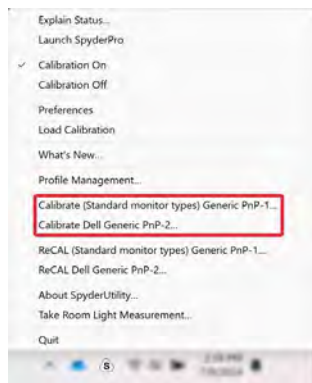 Explain Status...
Launch SpyderPro
Calibration On
Calibration Off
Preferences
Load Calibration
What's New...
Profile Management...
Calibrate (Standard monitor types) Generic PnP-1...
Calibrate Dell Generic PnP-2...
ReCAL (Standard monitor types) Generic PnP-1...
ReCAL Dell Generic PnP-2...
About SpyderUtility...
Take Room Light Measurement...
Quit
S